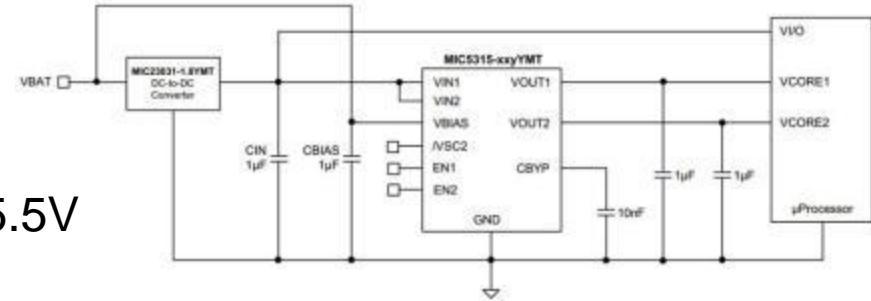 VBAT
MIC23031-1.8YMT
DC-to-DC
Converter
CIN
1µF
CBIAS
1µF
MIC5315-xxyYMT
VIN1
VIN2
VBIAS
/VSC2
EN1
EN2
VOUT1
VOUT2
CBYP
GND
10nF
1µF
1µF
VI/O
VCORE1
VCORE2
µProcessor
5.5V